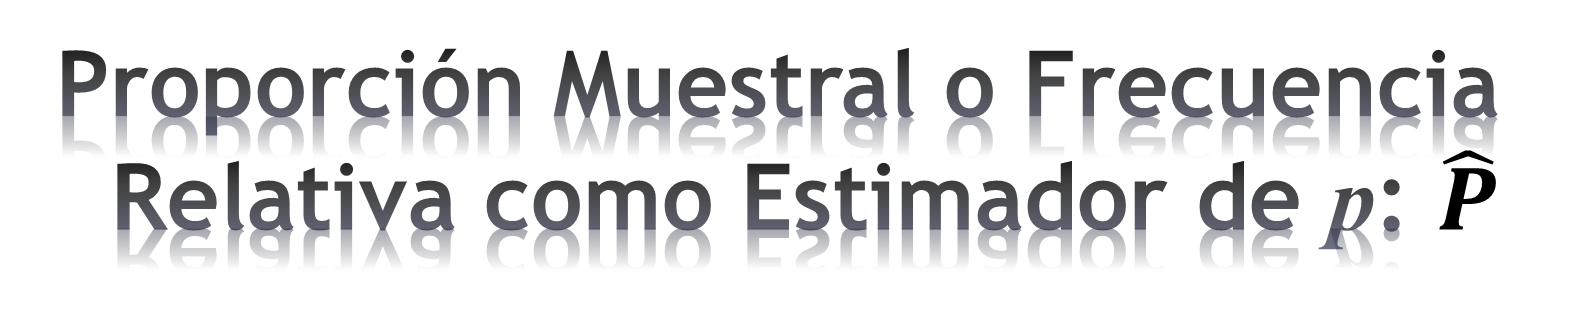 Proporción Muestral o Frecuencia
Relativa como Estimador de p: P̂